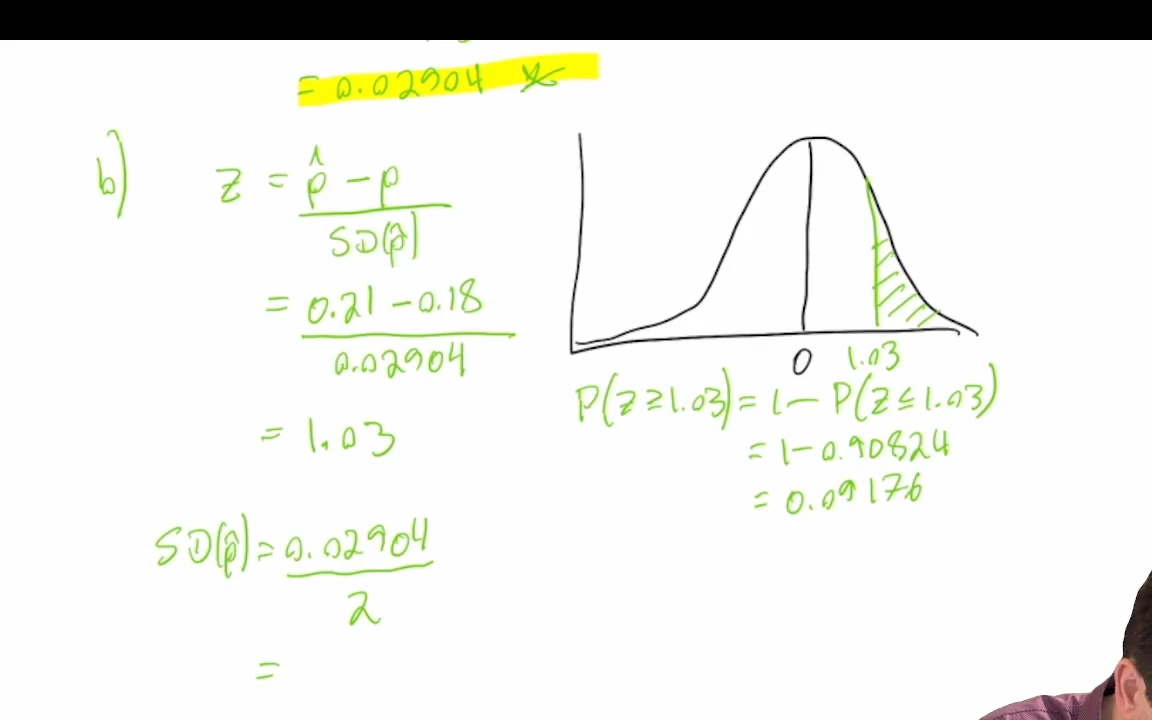 = 0.02904 *
b)
z = p̂ - p
SD(p̂)
= 0.21 - 0.18
0.02904
= 1.03
SD(p̂) = 0.02904
2
=
0 1.03
P(z ≥ 1.03) = 1 - P(z ≤ 1.03)
= 1 - 0.90824
= 0.09176